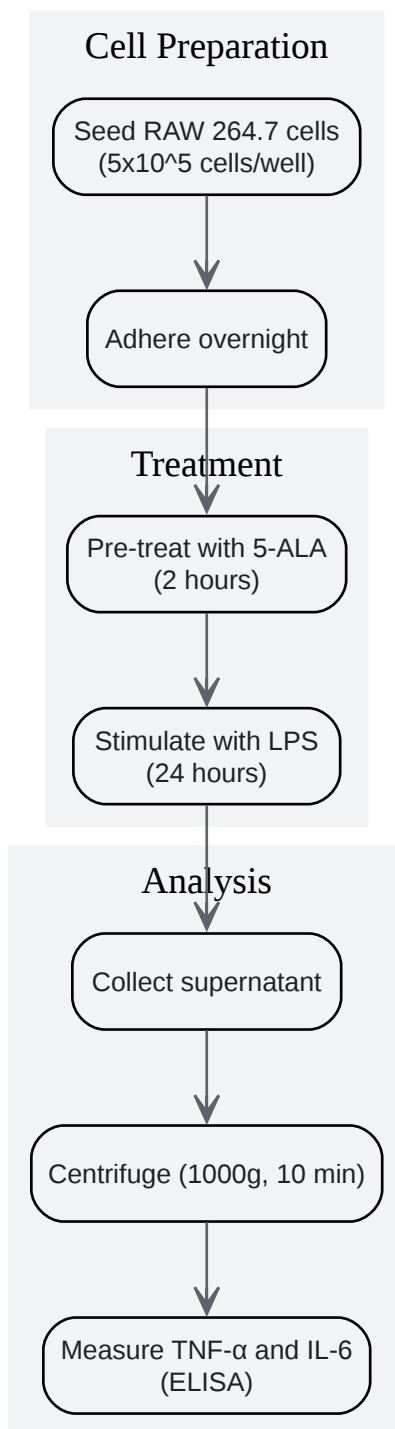 Cell Preparation
Seed RAW 264.7 cells
(5x10^5 cells/well)
Adhere overnight
Treatment
Pre-treat with 5-ALA
(2 hours)
Stimulate with LPS
(24 hours)
Analysis
Collect supernatant
Centrifuge (1000g, 10 min)
Measure TNF-α and IL-6
(ELISA)